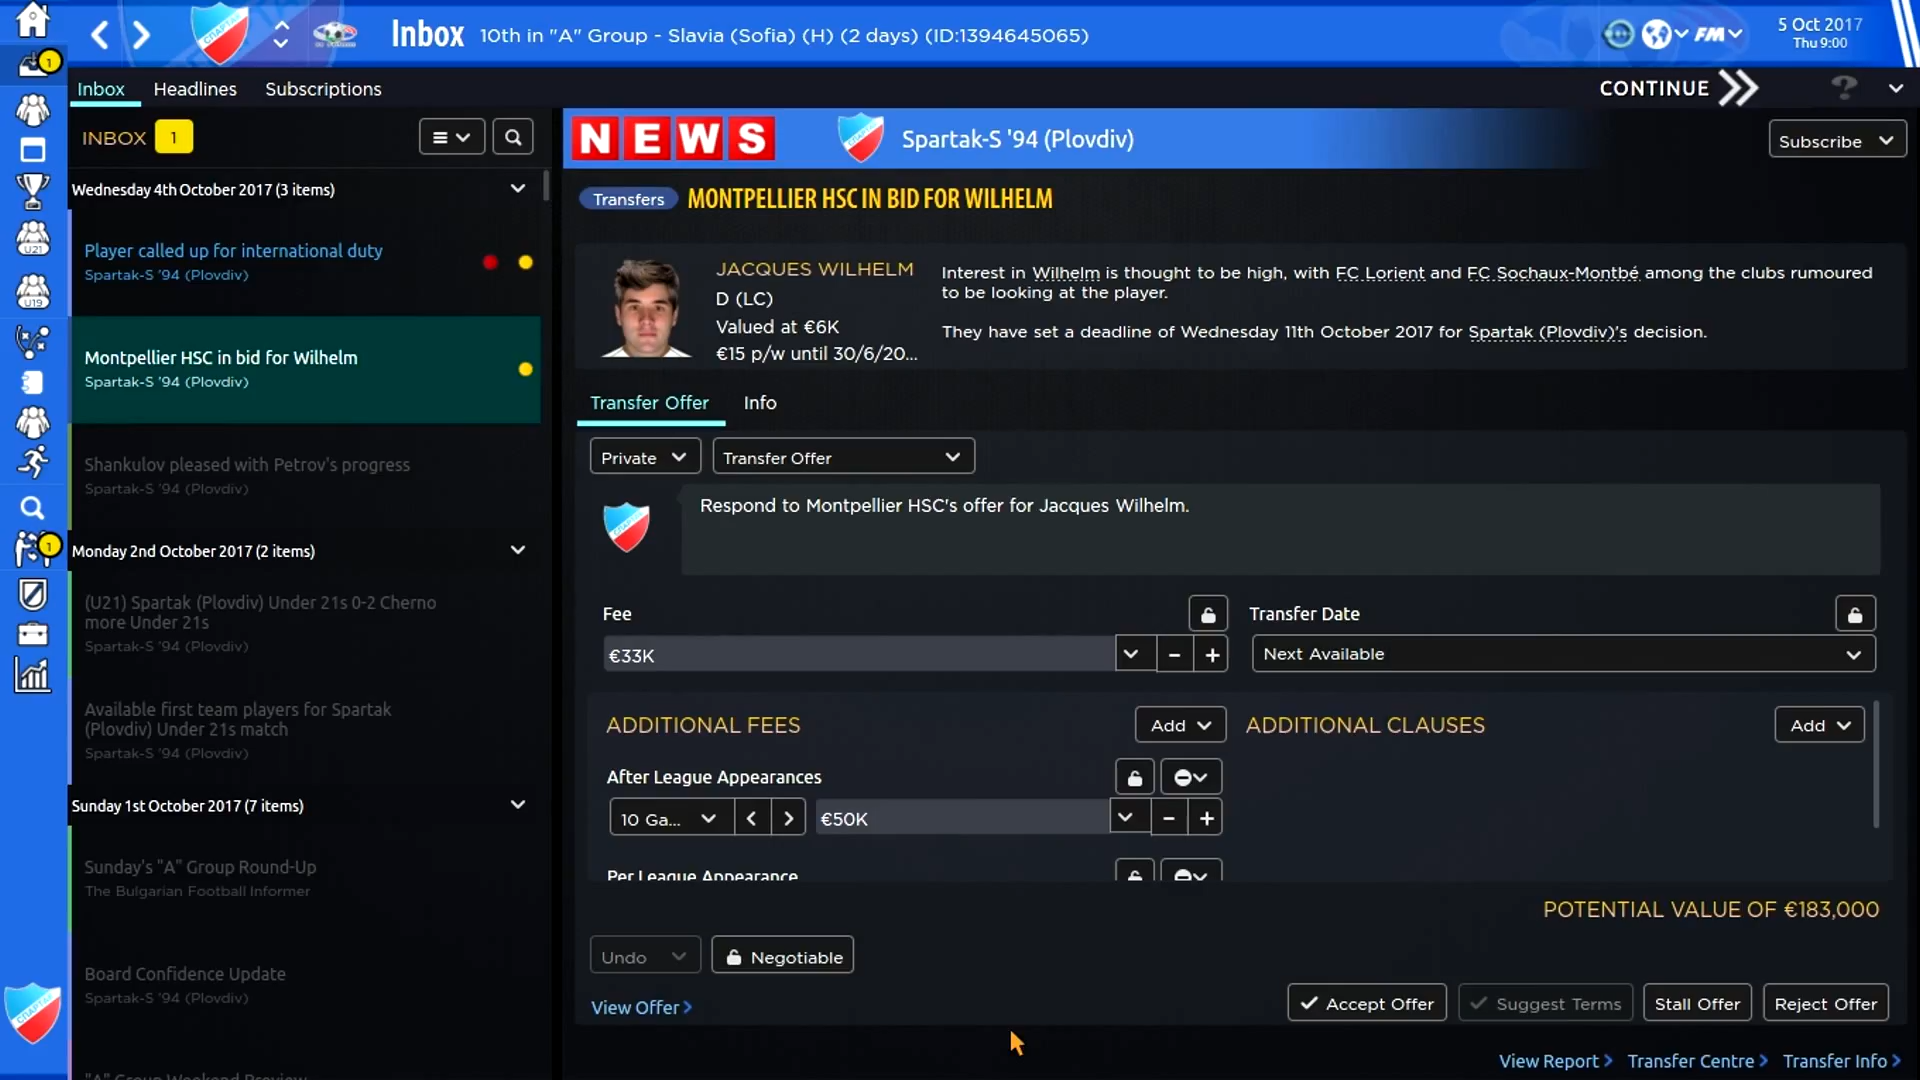 Inbox
10th in "A" Group - Slavia (Sofia) (H) (2 days) (ID:1394645065)
FM
5 Oct 2017
Thu 9:00
1
Inbox
Headlines
Subscriptions
CONTINUE
INBOX
1
NEWS
Spartak-S '94 (Plovdiv)
Subscribe
Wednesday 4th October 2017 (3 items)
Player called up for international duty
Spartak-S '94 (Plovdiv)
Montpellier HSC in bid for Wilhelm
Spartak-S '94 (Plovdiv)
Shankulov pleased with Petrov's progress
Spartak-S '94 (Plovdiv)
Monday 2nd October 2017 (2 items)
(U21) Spartak (Plovdiv) Under 21s 0-2 Cherno
more Under 21s
Spartak-S '94 (Plovdiv)
Available first team players for Spartak
(Plovdiv) Under 21s match
Spartak-S '94 (Plovdiv)
Sunday 1st October 2017 (7 items)
Sunday's "A" Group Round-Up
The Bulgarian Football Informer
Board Confidence Update
Spartak-S '94 (Plovdiv)
"A" Group Weekend Preview
U21
U19
1
Transfers
MONTPELLIER HSC IN BID FOR WILHELM
JACQUES WILHELM
D (LC)
Valued at €6K
€15 p/w until 30/6/20...
Interest in Wilhelm is thought to be high, with FC Lorient and FC Sochaux-Montbé among the clubs rumoured
to be looking at the player.
They have set a deadline of Wednesday 11th October 2017 for Spartak (Plovdiv)'s decision.
Transfer Offer
Info
Private
Transfer Offer
Respond to Montpellier HSC's offer for Jacques Wilhelm.
Fee
Transfer Date
€33K
Next Available
ADDITIONAL FEES
Add
ADDITIONAL CLAUSES
Add
After League Appearances
10 Ga...
€50K
Per League Appearance
POTENTIAL VALUE OF €183,000
Undo
Negotiable
View Offer
Accept Offer
Suggest Terms
Stall Offer
Reject Offer
View Report
Transfer Centre
Transfer Info